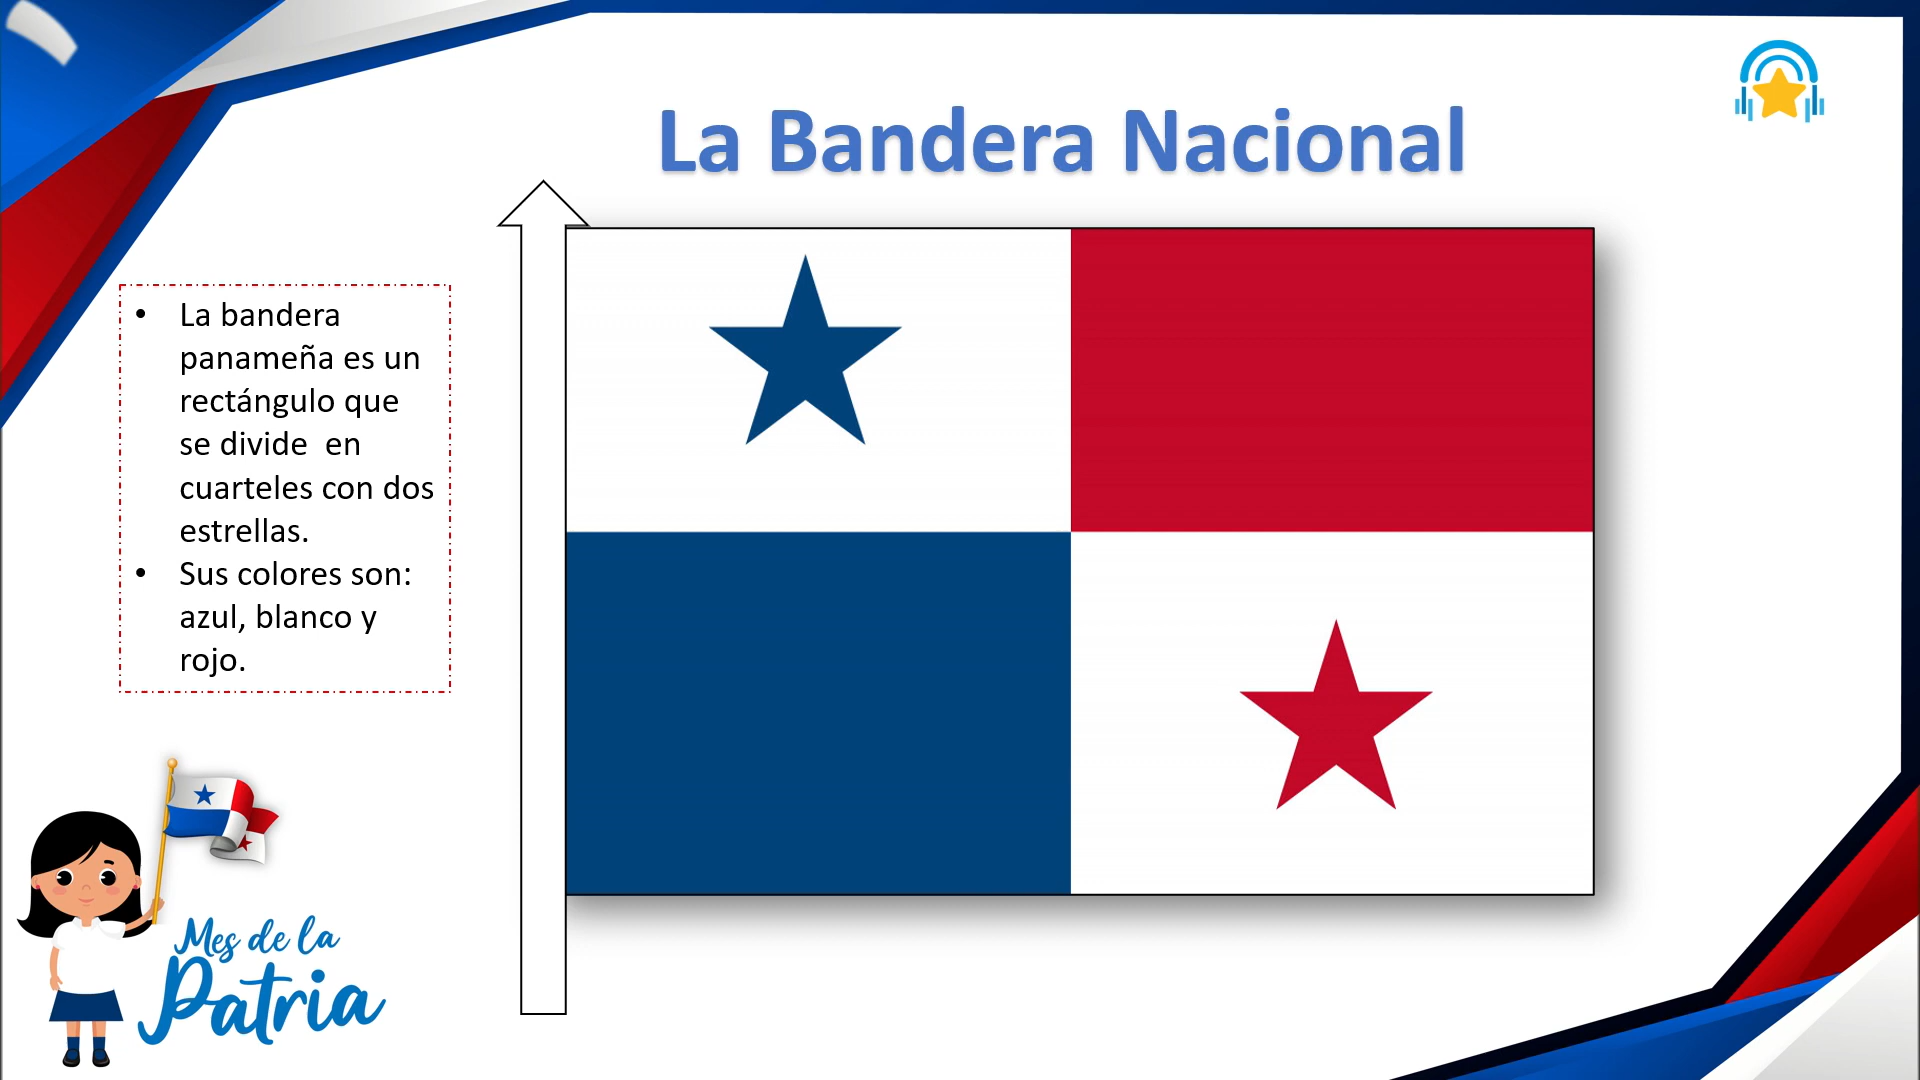 La Bandera Nacional
• La bandera
panameña es un
rectángulo que
se divide en
cuarteles con dos
estrellas.
• Sus colores son:
azul, blanco y
rojo.
Mes de la
Patria